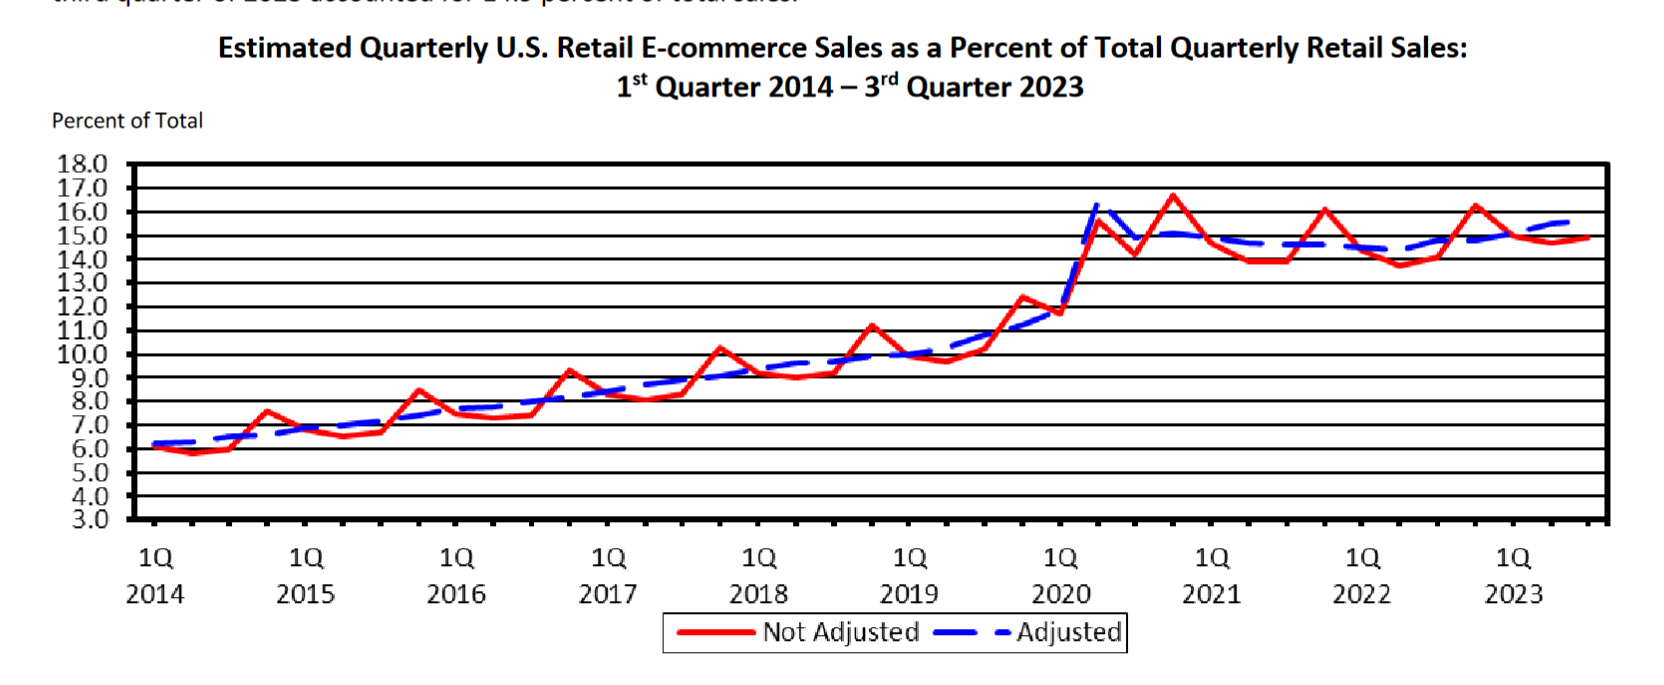 Estimated Quarterly U.S. Retail E-commerce Sales as a Percent of Total Quarterly Retail Sales:
1st Quarter 2014 – 3rd Quarter 2023
Percent of Total
18.0
17.0
16.0
15.0
14.0
13.0
12.0
11.0
10.0
9.0
8.0
7.0
6.0
5.0
4.0
3.0
1Q 1Q 1Q 1Q 1Q 1Q 1Q 1Q 1Q 1Q
2014 2015 2016 2017 2018 2019 2020 2021 2022 2023
Not Adjusted Adjusted